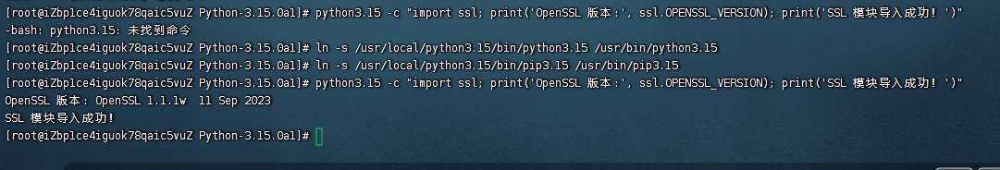 [root@iZbp1ce4iguok78qaic5vuZ Python-3.15.0a1]# python3.15 -c "import ssl; print('OpenSSL 版本:', ssl.OPENSSL_VERSION); print('SSL 模块导入成功！')"
-bash: python3.15: 未找到命令
[root@iZbp1ce4iguok78qaic5vuZ Python-3.15.0a1]# ln -s /usr/local/python3.15/bin/python3.15 /usr/bin/python3.15
[root@iZbp1ce4iguok78qaic5vuZ Python-3.15.0a1]# ln -s /usr/local/python3.15/bin/pip3.15 /usr/bin/pip3.15
[root@iZbp1ce4iguok78qaic5vuZ Python-3.15.0a1]# python3.15 -c "import ssl; print('OpenSSL 版本:', ssl.OPENSSL_VERSION); print('SSL 模块导入成功！')"
OpenSSL 版本: OpenSSL 1.1.1w  11 Sep 2023
SSL 模块导入成功！
[root@iZbp1ce4iguok78qaic5vuZ Python-3.15.0a1]#